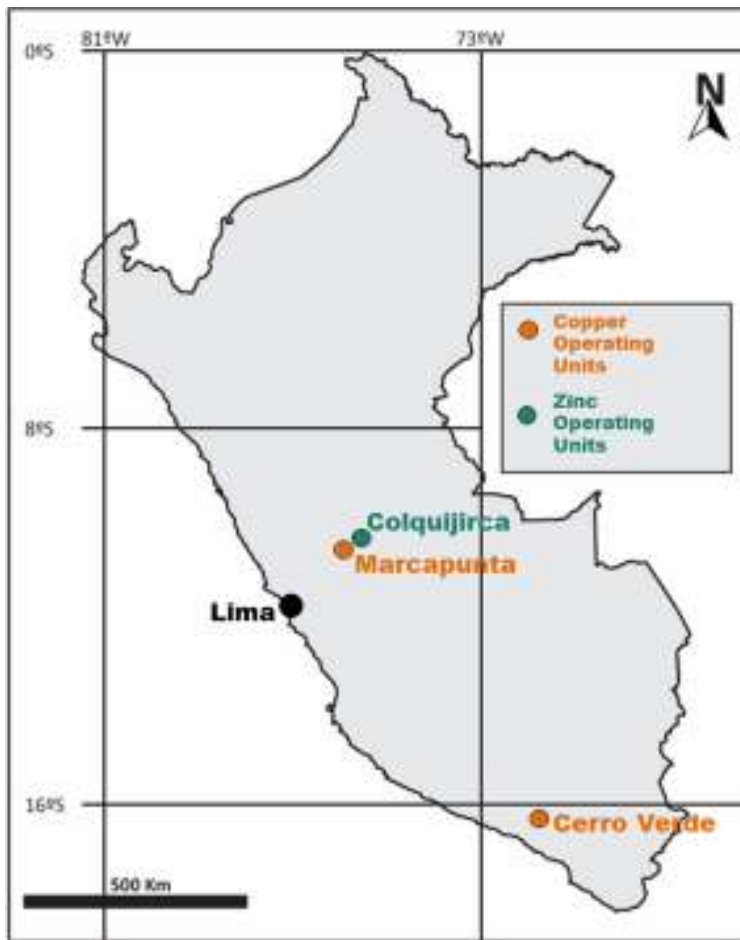 81ºW
73ºW
0ºS
N
Copper
Operating
Units
Zinc
Operating
Units
8ºS
Colquijirca
Marcapunta
Lima
16ºS
Cerro Verde
500 Km